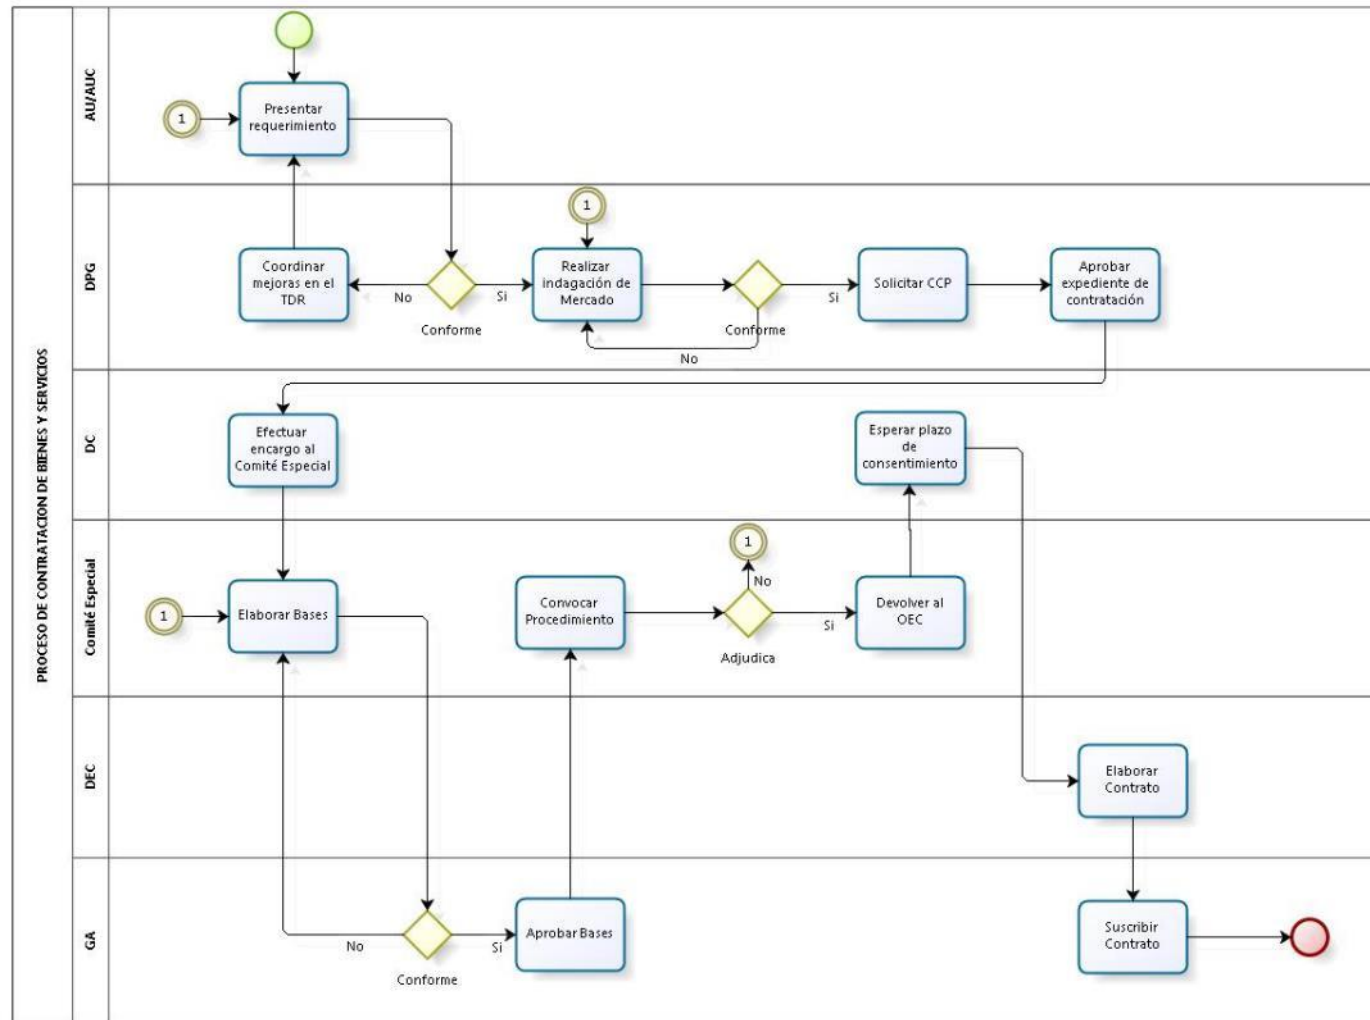 PROCESO DE CONTRATACION DE BIENES Y SERVICIOS
AU/AUC
1
Presentar
requerimiento
DPG
Coordinar
mejoras en el
TDR
No
Conforme
Si
1
Realizar
indagación de
Mercado
No
Conforme
Si
Solicitar CCP
Aprobar
expediente de
contratación
DC
Efectuar
encargo al
Comité Especial
Esperar plazo
de
consentimiento
Comité Especial
1
Elaborar Bases
Convocar
Procedimiento
1
No
Adjudica
Si
Devolver al
OEC
DEC
Elaborar
Contrato
GA
No
Conforme
Si
Aprobar Bases
Suscribir
Contrato